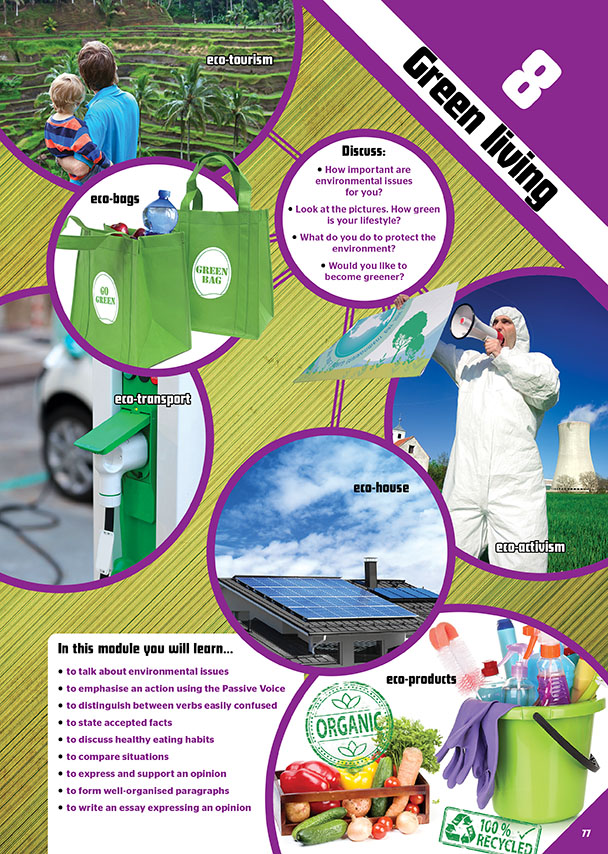 8
Green living
eco-tourism
Discuss:
• How important are
environmental issues
for you?
• Look at the pictures. How green
is your lifestyle?
• What do you do to protect the
environment?
• Would you like to
become greener?
eco-bags
GO
GREEN
GREEN
BAG
eco-transport
eco-house
eco-activism
In this module you will learn...
• to talk about environmental issues
• to emphasise an action using the Passive Voice
• to distinguish between verbs easily confused
• to state accepted facts
• to discuss healthy eating habits
• to compare situations
• to express and support an opinion
• to form well-organised paragraphs
• to write an essay expressing an opinion
eco-products
ORGANIC
100%
RECYCLED
77